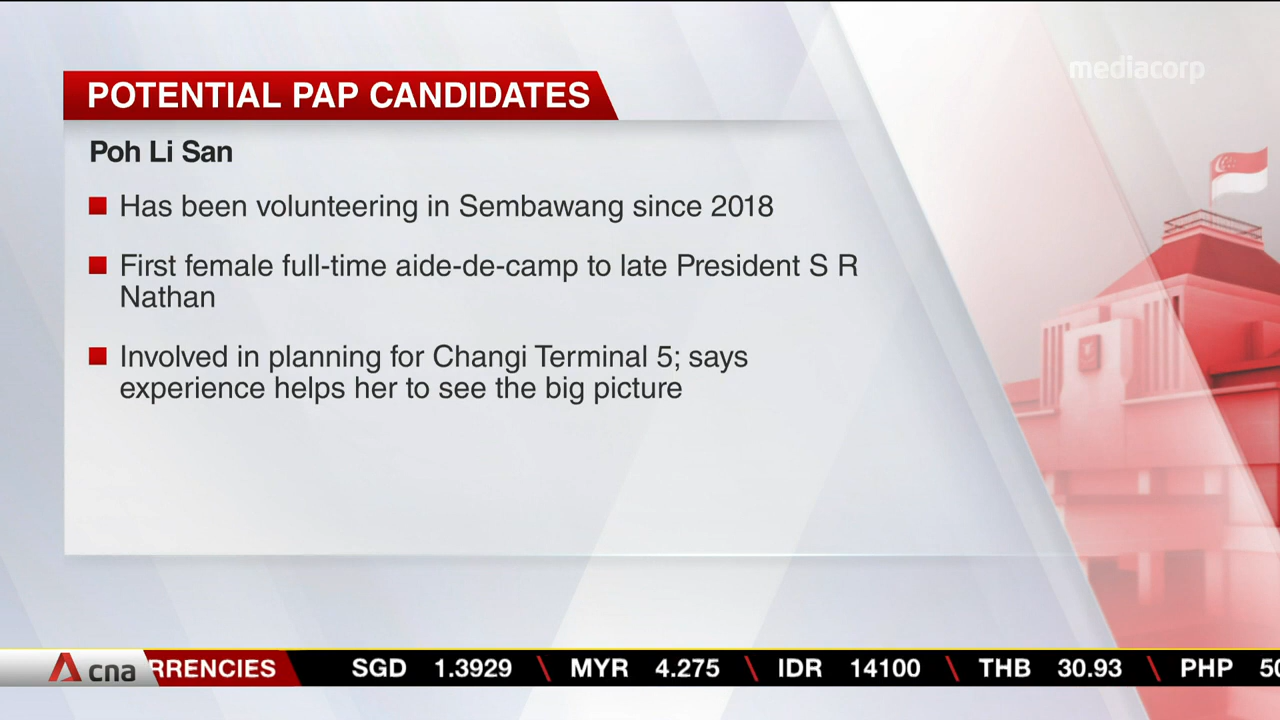 mediacorp
POTENTIAL PAP CANDIDATES
Poh Li San
Has been volunteering in Sembawang since 2018
First female full-time aide-de-camp to late President S R
Nathan
Involved in planning for Changi Terminal 5; says
experience helps her to see the big picture
cna RRENCIES SGD 1.3929 \ MYR 4.275 \ IDR 14100 \ THB 30.93 \ PHP 50